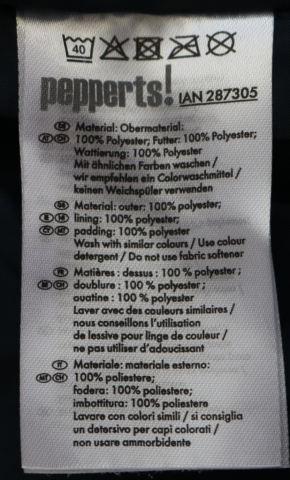 40
pepperts! IAN 287305
DE Material: Obermaterial:
AT CH 100% Polyester; Futter: 100% Polyester;
Wattierung: 100% Polyester
Mit ähnlichen Farben waschen /
wir empfehlen ein Colorwaschmittel /
keinen Weichspüler verwenden
GB Material: outer: 100% polyester;
IE NI lining: 100% polyester;
CY MT padding: 100% polyester
Wash with similar colours / Use colour
detergent / Do not use fabric softener
FR Matières : dessus : 100 % polyester ;
BE CH doublure : 100 % polyester ;
ouatine : 100 % polyester
Laver avec des couleurs similaires /
nous conseillons l'utilisation
de lessive pour linge de couleur /
ne pas utiliser d'adoucissant
IT Materiale: materiale esterno:
MT CH 100% poliestere;
fodera: 100% poliestere;
imbottitura: 100% poliestere
Lavare con colori simili / si consiglia
un detersivo per capi colorati /
non usare ammorbidente